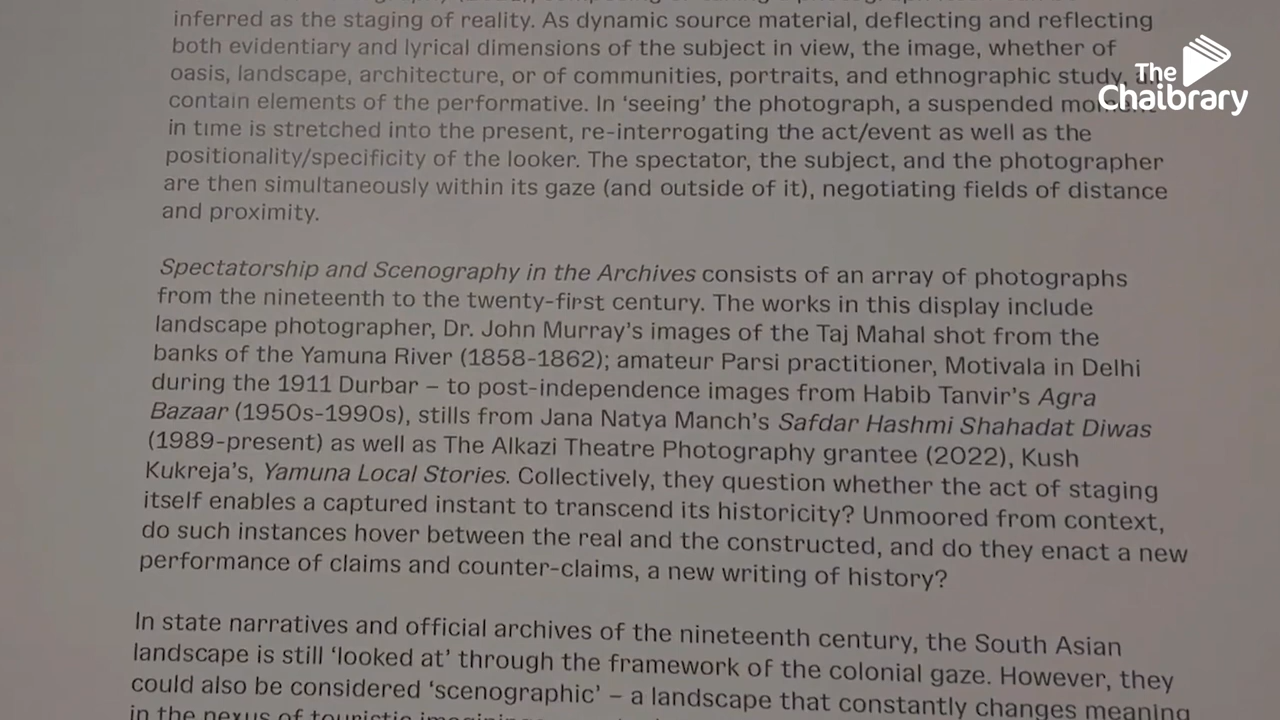 inferred as the staging of reality. As dynamic source material, deflecting and reflecting
both evidentiary and lyrical dimensions of the subject in view, the image, whether of
oasis, landscape, architecture, or of communities, portraits, and ethnographic study,
contain elements of the performative. In ‘seeing’ the photograph, a suspended moment
in time is stretched into the present, re-interrogating the act/event as well as the
positionality/specificity of the looker. The spectator, the subject, and the photographer
are then simultaneously within its gaze (and outside of it), negotiating fields of distance
and proximity.
Spectatorship and Scenography in the Archives consists of an array of photographs
from the nineteenth to the twenty-first century. The works in this display include
landscape photographer, Dr. John Murray’s images of the Taj Mahal shot from the
banks of the Yamuna River (1858-1862); amateur Parsi practitioner, Motivala in Delhi
during the 1911 Durbar – to post-independence images from Habib Tanvir’s Agra
Bazaar (1950s-1990s), stills from Jana Natya Manch’s Safdar Hashmi Shahadat Diwas
(1989-present) as well as The Alkazi Theatre Photography grantee (2022), Kush
Kukreja’s, Yamuna Local Stories. Collectively, they question whether the act of staging
itself enables a captured instant to transcend its historicity? Unmoored from context,
do such instances hover between the real and the constructed, and do they enact a new
performance of claims and counter-claims, a new writing of history?
In state narratives and official archives of the nineteenth century, the South Asian
landscape is still ‘looked at’ through the framework of the colonial gaze. However, they
could also be considered ‘scenographic’ – a landscape that constantly changes meaning
in the nexus of touristic
The
Chaibrary